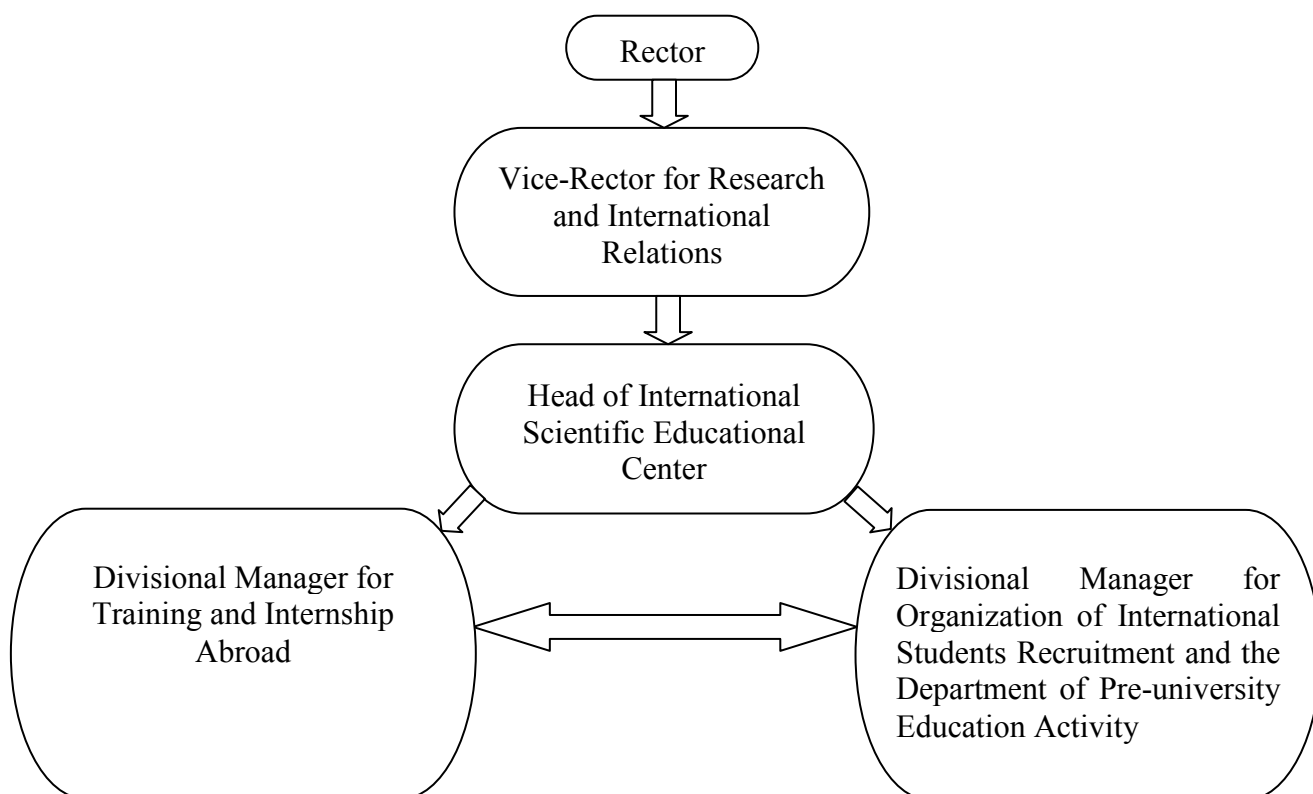 Rector
Vice-Rector for Research
and International
Relations
Head of International
Scientific Educational
Center
Divisional Manager for
Training and Internship
Abroad
Divisional Manager for
Organization of International
Students Recruitment and the
Department of Pre-university
Education Activity